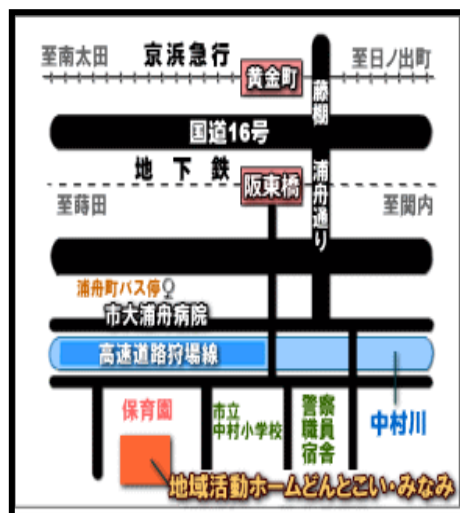 至南太田 京浜急行 黄金町 至日ノ出町
藤棚浦舟通り
国道16号
地下鉄 阪東橋
至蒔田 至関内
浦舟町バス停
市大浦舟病院
高速道路狩場線
中村川
保育園
市立
中村小学校
警察
職員
宿舎
地域活動ホームどんとこい・みなみ